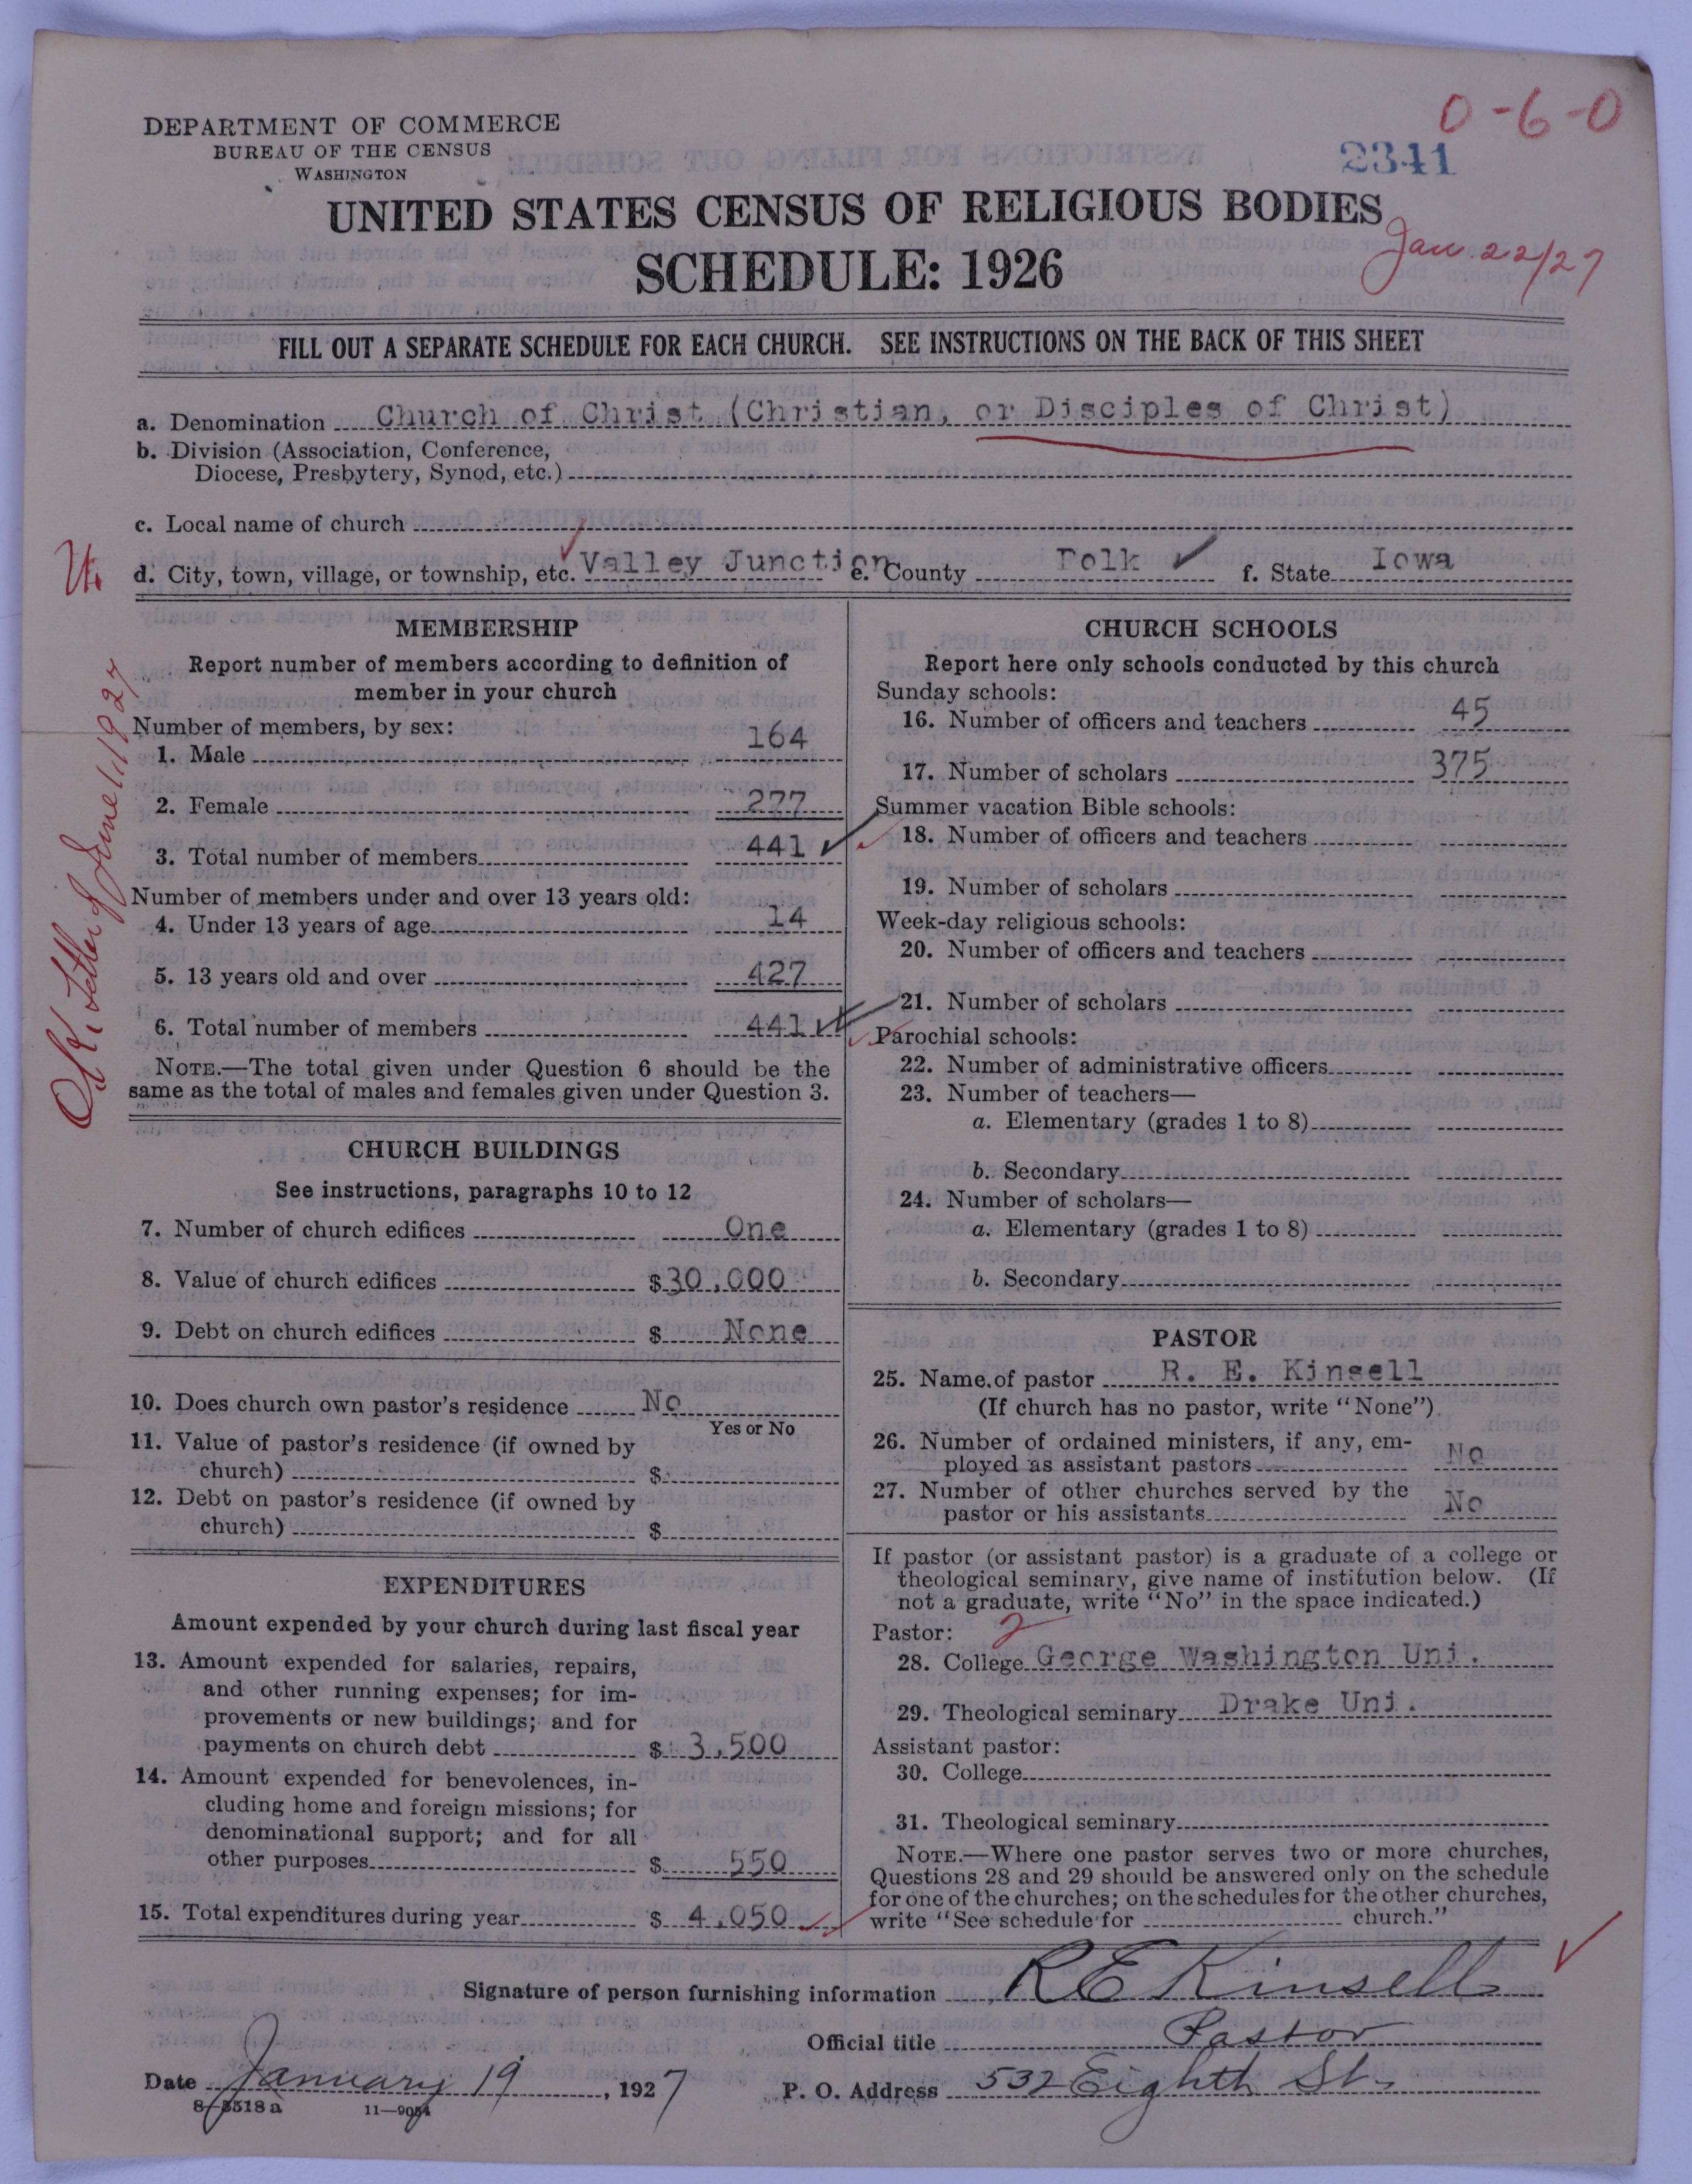 0-6-0
DEPARTMENT OF COMMERCE
BUREAU OF THE CENSUS
WASHINGTON
2341
UNITED STATES CENSUS OF RELIGIOUS BODIES
Jan 22/27
SCHEDULE: 1926
FILL OUT A SEPARATE SCHEDULE FOR EACH CHURCH. SEE INSTRUCTIONS ON THE BACK OF THIS SHEET
a. Denomination Church of Christ (Christian, or Disciples of Christ)
b. Division (Association, Conference,
Diocese, Presbytery, Synod, etc.)
c. Local name of church
d. City, town, village, or township, etc. Valley Junction e. County Polk f. State Iowa
OK Letter of June 1, 1927
MEMBERSHIP
Report number of members according to definition of
member in your church
Number of members, by sex:
1. Male 164
2. Female 277
3. Total number of members 441
Number of members under and over 13 years old:
4. Under 13 years of age 14
5. 13 years old and over 427
6. Total number of members 441
NOTE.—The total given under Question 6 should be the
same as the total of males and females given under Question 3.
CHURCH BUILDINGS
See instructions, paragraphs 10 to 12
7. Number of church edifices One
8. Value of church edifices $30,000
9. Debt on church edifices $ None
10. Does church own pastor's residence No
Yes or No
11. Value of pastor's residence (if owned by
church) $
12. Debt on pastor's residence (if owned by
church) $
EXPENDITURES
Amount expended by your church during last fiscal year
13. Amount expended for salaries, repairs,
and other running expenses; for im-
provements or new buildings; and for
payments on church debt $ 3,500
14. Amount expended for benevolences, in-
cluding home and foreign missions; for
denominational support; and for all
other purposes $ 550
15. Total expenditures during year $ 4,050
CHURCH SCHOOLS
Report here only schools conducted by this church
Sunday schools:
16. Number of officers and teachers 45
17. Number of scholars 375
Summer vacation Bible schools:
18. Number of officers and teachers
19. Number of scholars
Week-day religious schools:
20. Number of officers and teachers
21. Number of scholars
Parochial schools:
22. Number of administrative officers
23. Number of teachers—
a. Elementary (grades 1 to 8)
b. Secondary
24. Number of scholars—
a. Elementary (grades 1 to 8)
b. Secondary
PASTOR
25. Name of pastor R. E. Kinsell
(If church has no pastor, write "None")
26. Number of ordained ministers, if any, em-
ployed as assistant pastors No
27. Number of other churches served by the
pastor or his assistants No
If pastor (or assistant pastor) is a graduate of a college or
theological seminary, give name of institution below. (If
not a graduate, write "No" in the space indicated.)
Pastor: 2
28. College George Washington Uni.
29. Theological seminary Drake Uni.
Assistant pastor:
30. College
31. Theological seminary
NOTE.—Where one pastor serves two or more churches,
Questions 28 and 29 should be answered only on the schedule
for one of the churches; on the schedules for the other churches,
write "See schedule for church."
Signature of person furnishing information R E Kinsell
Official title Pastor
Date January 19, 1927 P. O. Address 532 Eighth St.
8-5518a 11-9054